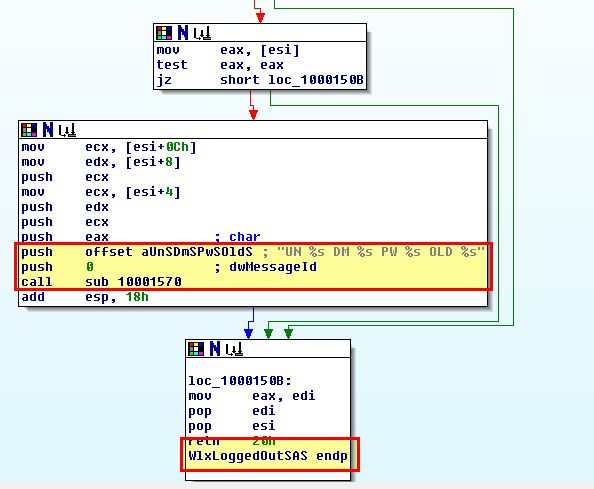 mov eax, [esi]
test eax, eax
jz short loc_1000150B
mov ecx, [esi+0Ch]
mov edx, [esi+8]
push ecx
mov ecx, [esi+4]
push edx
push ecx
push eax ; char
push offset aUnSDmSPwSOldS ; "UN %s DM %s PW %s OLD %s"
push 0 ; dwMessageId
call sub_10001570
add esp, 18h
loc_1000150B:
mov eax, edi
pop edi
pop esi
retn 20h
WlxLoggedOutSAS endp